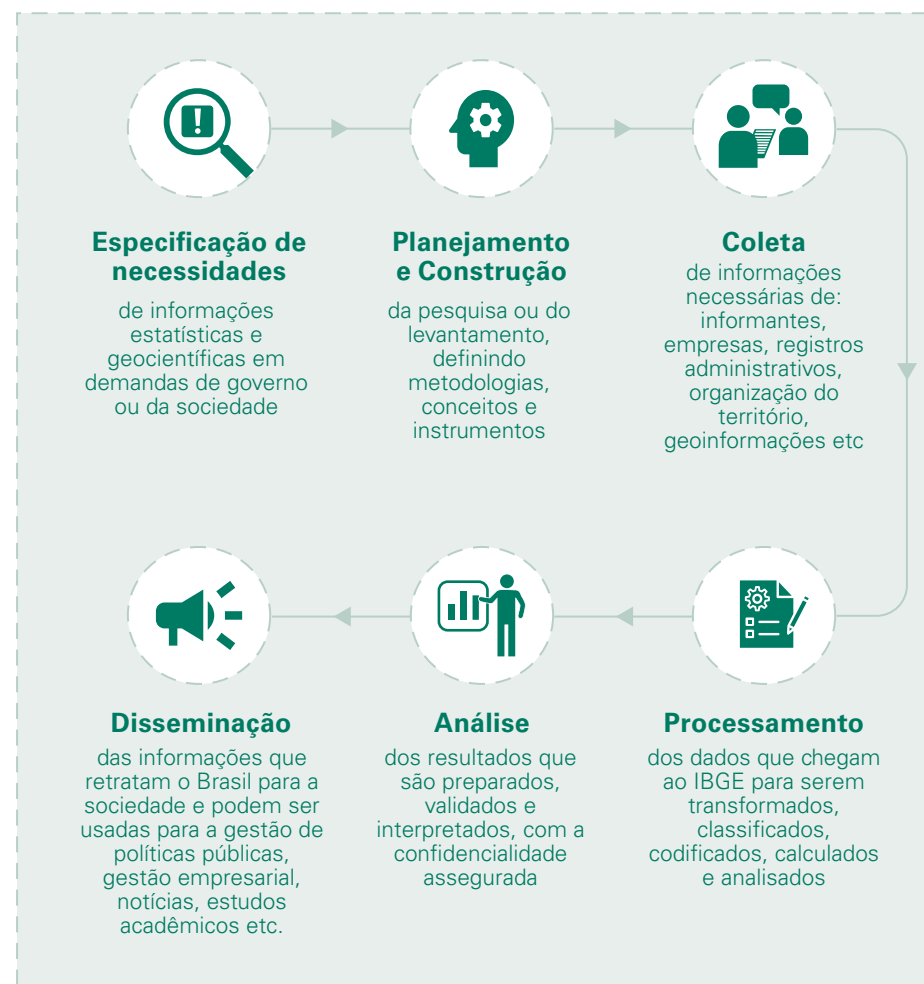 Especificação de
necessidades
de informações
estatísticas e
geocientíficas em
demandas de governo
ou da sociedade
Planejamento
e Construção
da pesquisa ou do
levantamento,
definindo
metodologias,
conceitos e
instrumentos
Coleta
de informações
necessárias de:
informantes,
empresas, registros
administrativos,
organização do
território,
geoinformações etc
Processamento
dos dados que chegam
ao IBGE para serem
transformados,
classificados,
codificados, calculados
e analisados
Análise
dos resultados que
são preparados,
validados e
interpretados, com a
confidencialidade
assegurada
Disseminação
das informações que
retratam o Brasil para a
sociedade e podem ser
usadas para a gestão de
políticas públicas,
gestão empresarial,
notícias, estudos
acadêmicos etc.